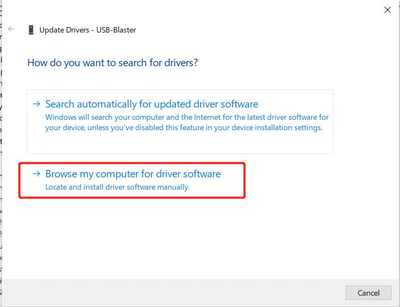 Update Drivers - USB-Blaster
How do you want to search for drivers?
Search automatically for updated driver software
Windows will search your computer and the Internet for the latest driver software for
your device, unless you've disabled this feature in your device installation settings.
Browse my computer for driver software
Locate and install driver software manually.
Cancel